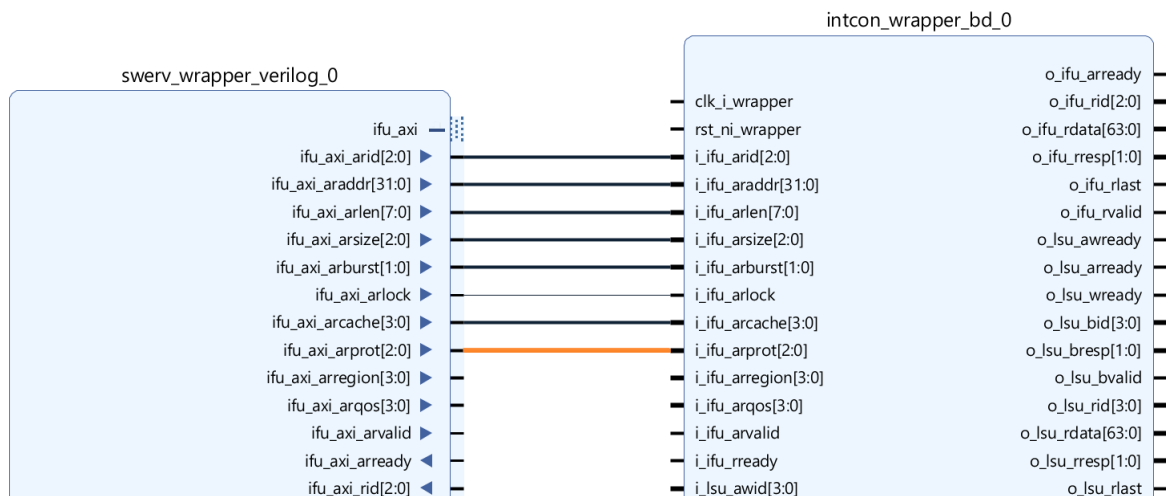 intcon_wrapper_bd_0
swerv_wrapper_verilog_0
ifu_axi
ifu_axi_arid[2:0]
ifu_axi_araddr[31:0]
ifu_axi_arlen[7:0]
ifu_axi_arsize[2:0]
ifu_axi_arburst[1:0]
ifu_axi_arlock
ifu_axi_arcache[3:0]
ifu_axi_arprot[2:0]
ifu_axi_arregion[3:0]
ifu_axi_arqos[3:0]
ifu_axi_arvalid
ifu_axi_arready
ifu_axi_rid[2:0]
clk_i_wrapper
rst_ni_wrapper
i_ifu_arid[2:0]
i_ifu_araddr[31:0]
i_ifu_arlen[7:0]
i_ifu_arsize[2:0]
i_ifu_arburst[1:0]
i_ifu_arlock
i_ifu_arcache[3:0]
i_ifu_arprot[2:0]
i_ifu_arregion[3:0]
i_ifu_arqos[3:0]
i_ifu_arvalid
i_ifu_rready
i_lsu_awid[3:0]
o_ifu_arready
o_ifu_rid[2:0]
o_ifu_rdata[63:0]
o_ifu_rresp[1:0]
o_ifu_rlast
o_ifu_rvalid
o_lsu_awready
o_lsu_arready
o_lsu_wready
o_lsu_bid[3:0]
o_lsu_bresp[1:0]
o_lsu_bvalid
o_lsu_rid[3:0]
o_lsu_rdata[63:0]
o_lsu_rresp[1:0]
o_lsu_rlast